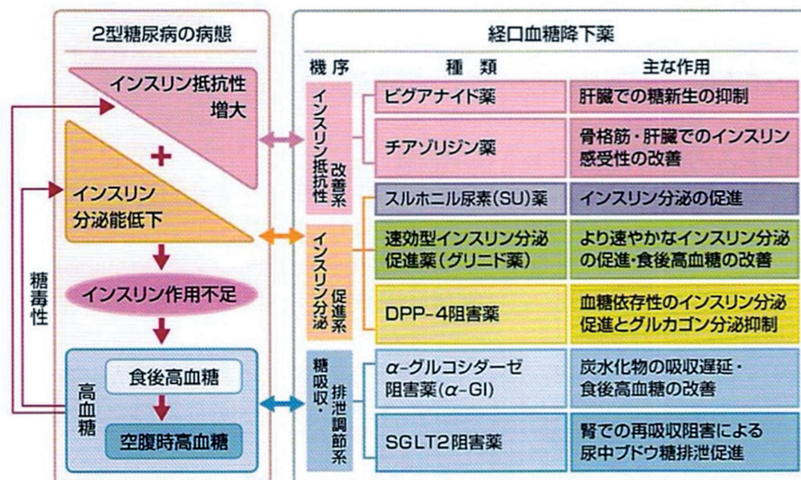 2型糖尿病の病態
インスリン抵抗性
増大
+
インスリン
分泌能低下
インスリン作用不足
糖毒性
高血糖
食後高血糖
空腹時高血糖
経口血糖降下薬
機序
種類
主な作用
インスリン抵抗性
改善系
ビグアナイド薬
肝臓での糖新生の抑制
チアゾリジン薬
骨格筋・肝臓でのインスリン
感受性の改善
インスリン分泌
促進系
スルホニル尿素(SU)薬
インスリン分泌の促進
速効型インスリン分泌
促進薬(グリニド薬)
より速やかなインスリン分泌
の促進・食後高血糖の改善
DPP-4阻害薬
血糖依存性のインスリン分泌
促進とグルカゴン分泌抑制
糖吸収・
排泄調節系
α-グルコシダーゼ
阻害薬(α-GI)
炭水化物の吸収遅延・
食後高血糖の改善
SGLT2阻害薬
腎での再吸収阻害による
尿中ブドウ糖排泄促進